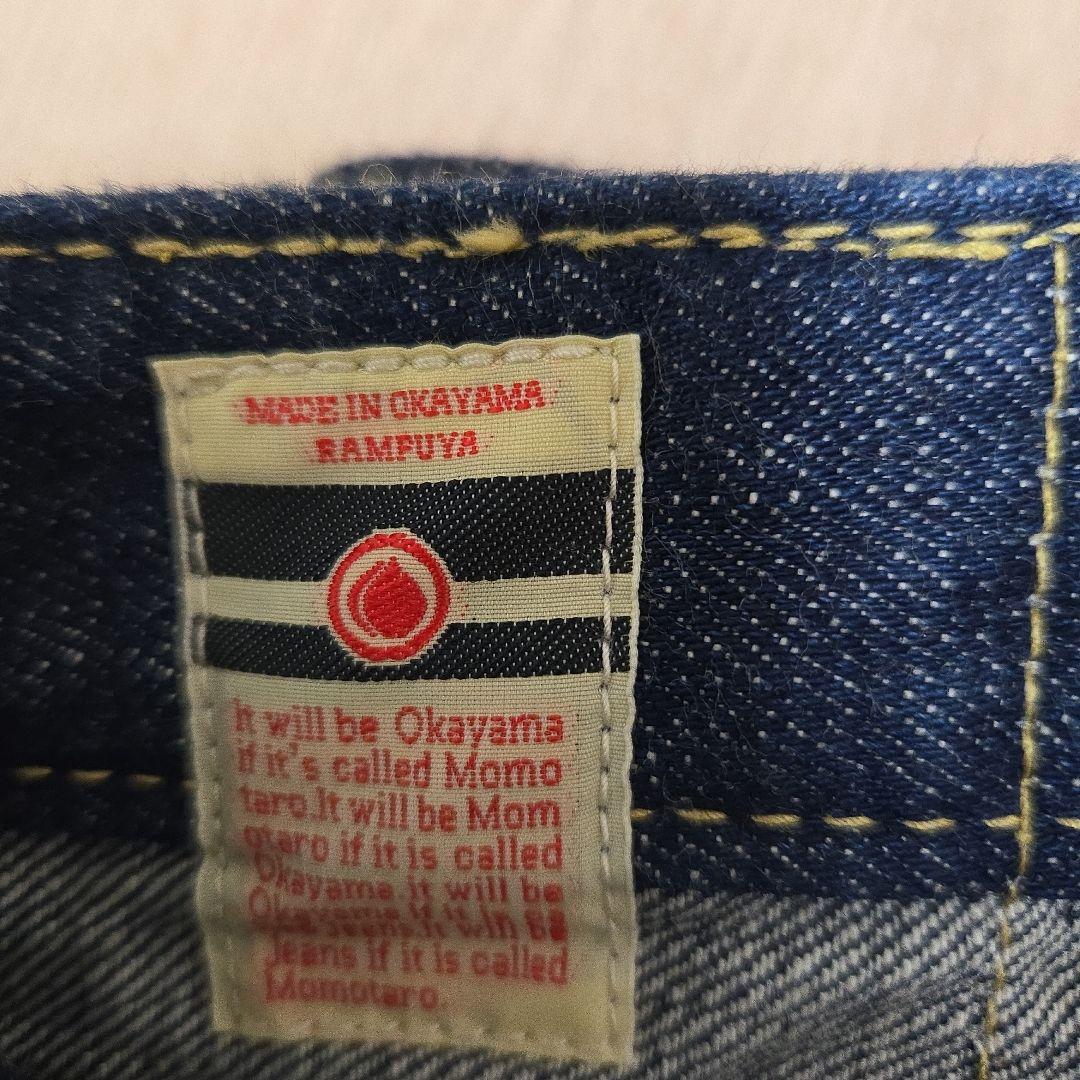 MADE IN OKAYAMA
RAMPUYA
It will be Okayama
if it's called Momo
taro.It will be Mom
otaro if it is called
Okayama.it will be
Jeans if it is called
Momotaro.